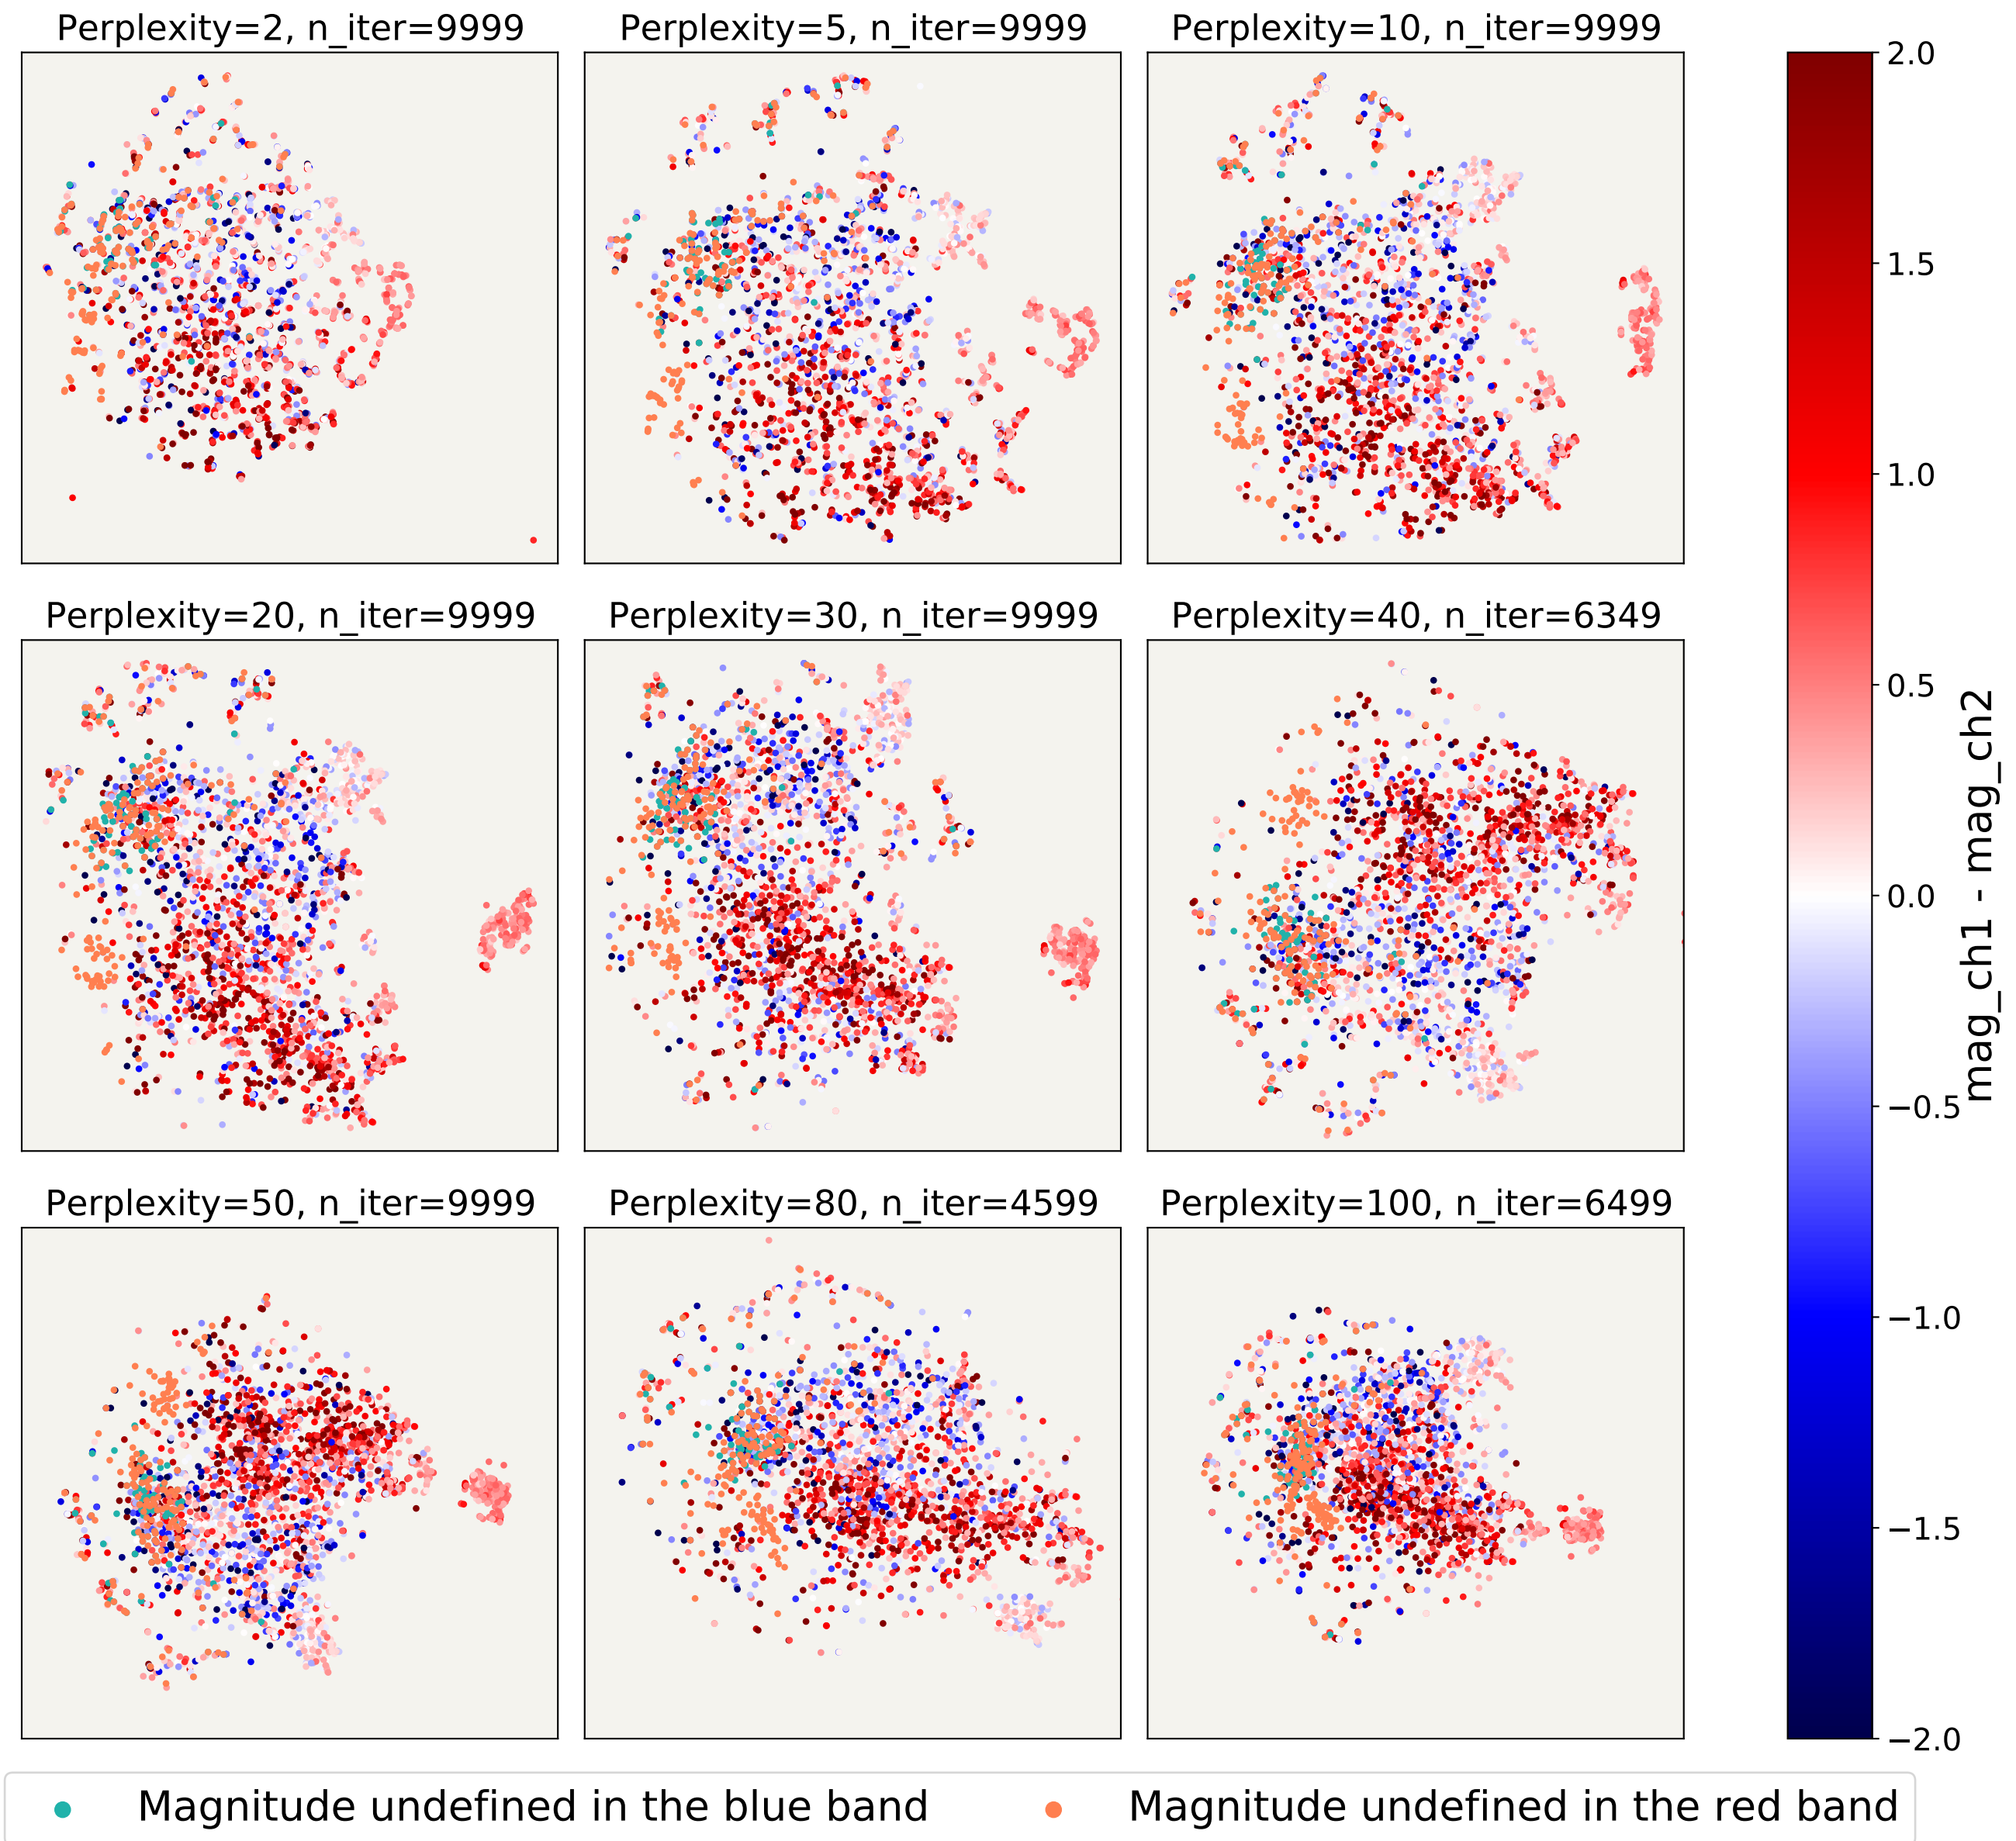 Perplexity=2, n_iter=9999
Perplexity=5, n_iter=9999
Perplexity=10, n_iter=9999
Perplexity=20, n_iter=9999
Perplexity=30, n_iter=9999
Perplexity=40, n_iter=6349
Perplexity=50, n_iter=9999
Perplexity=80, n_iter=4599
Perplexity=100, n_iter=6499
2.0
1.5
1.0
0.5
0.0
−0.5
−1.0
−1.5
−2.0
mag_ch1 - mag_ch2
Magnitude undefined in the blue band
Magnitude undefined in the red band